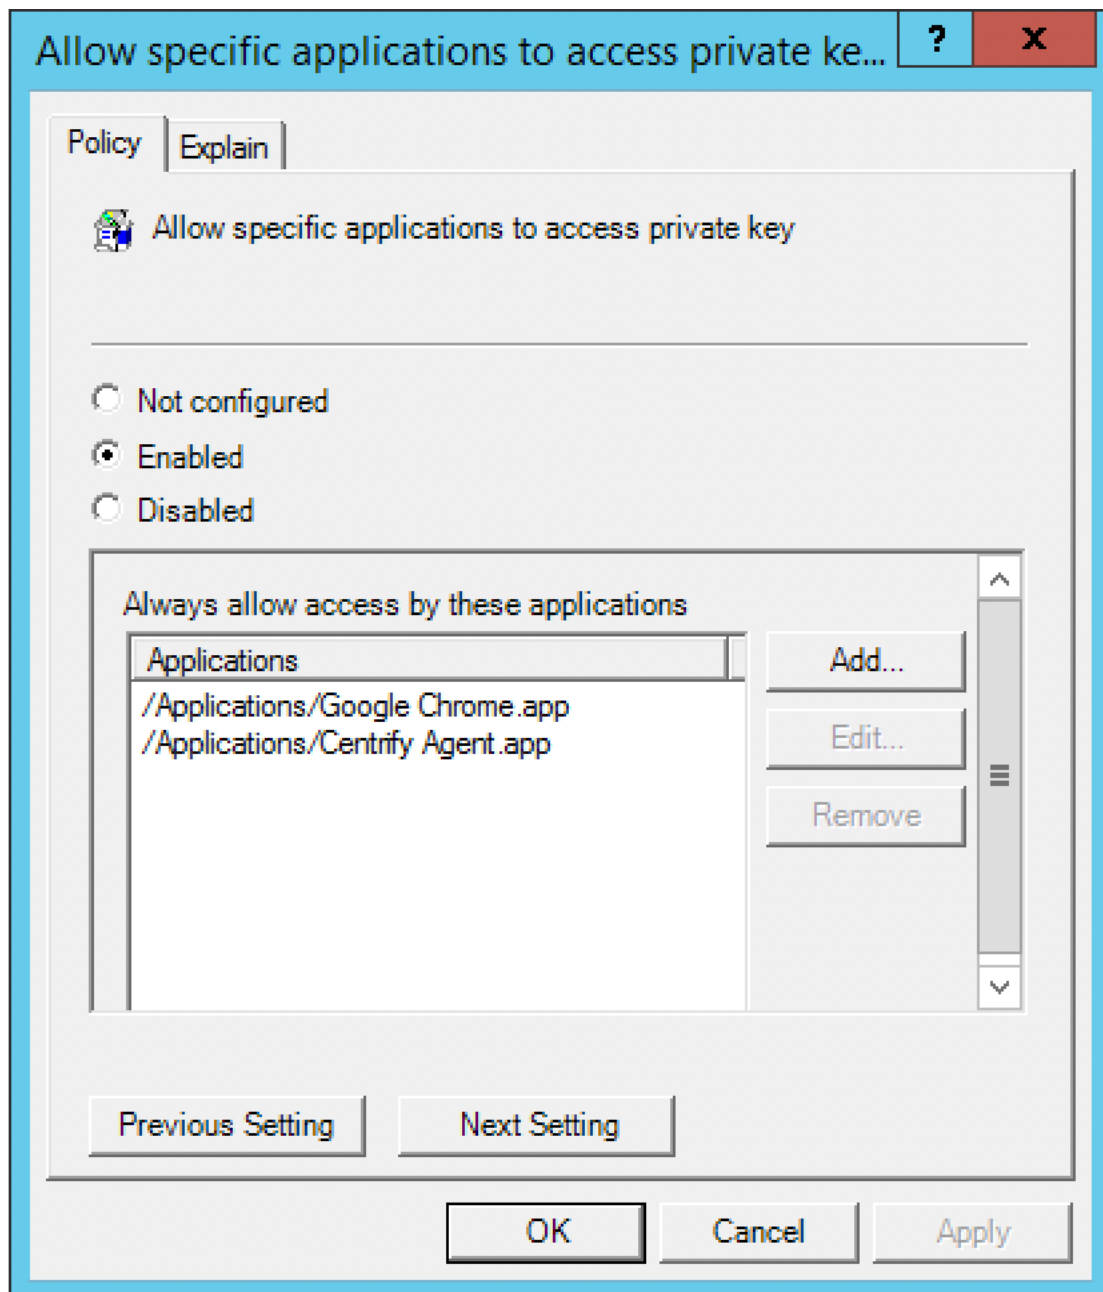 Allow specific applications to access private ke...
?
x
Policy
Explain
Allow specific applications to access private key
Not configured
Enabled
Disabled
Always allow access by these applications
Applications
Add...
/Applications/Google Chrome.app
/Applications/Centrify Agent.app
Edit...
Remove
Previous Setting
Next Setting
OK
Cancel
Apply